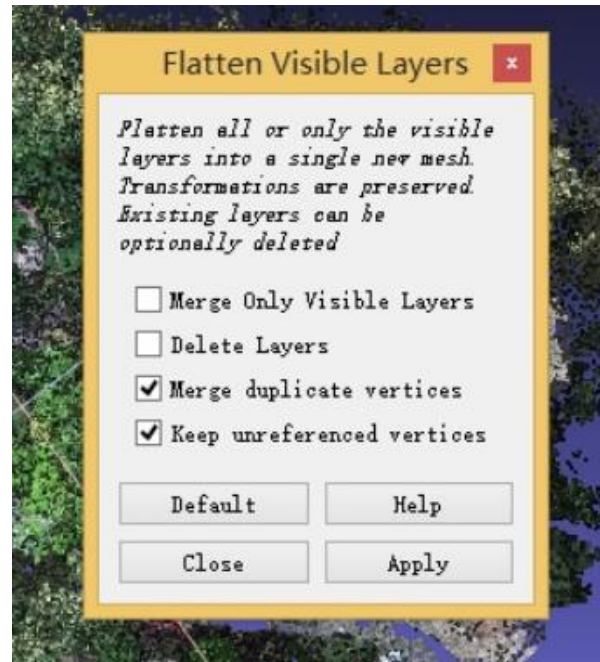 Flatten Visible Layers
x
Flatten all or only the visible
layers into a single new mesh.
Transformations are preserved.
Existing layers can be
optionally deleted
Merge Only Visible Layers
Delete Layers
Merge duplicate vertices
Keep unreferenced vertices
Default Help
Close Apply